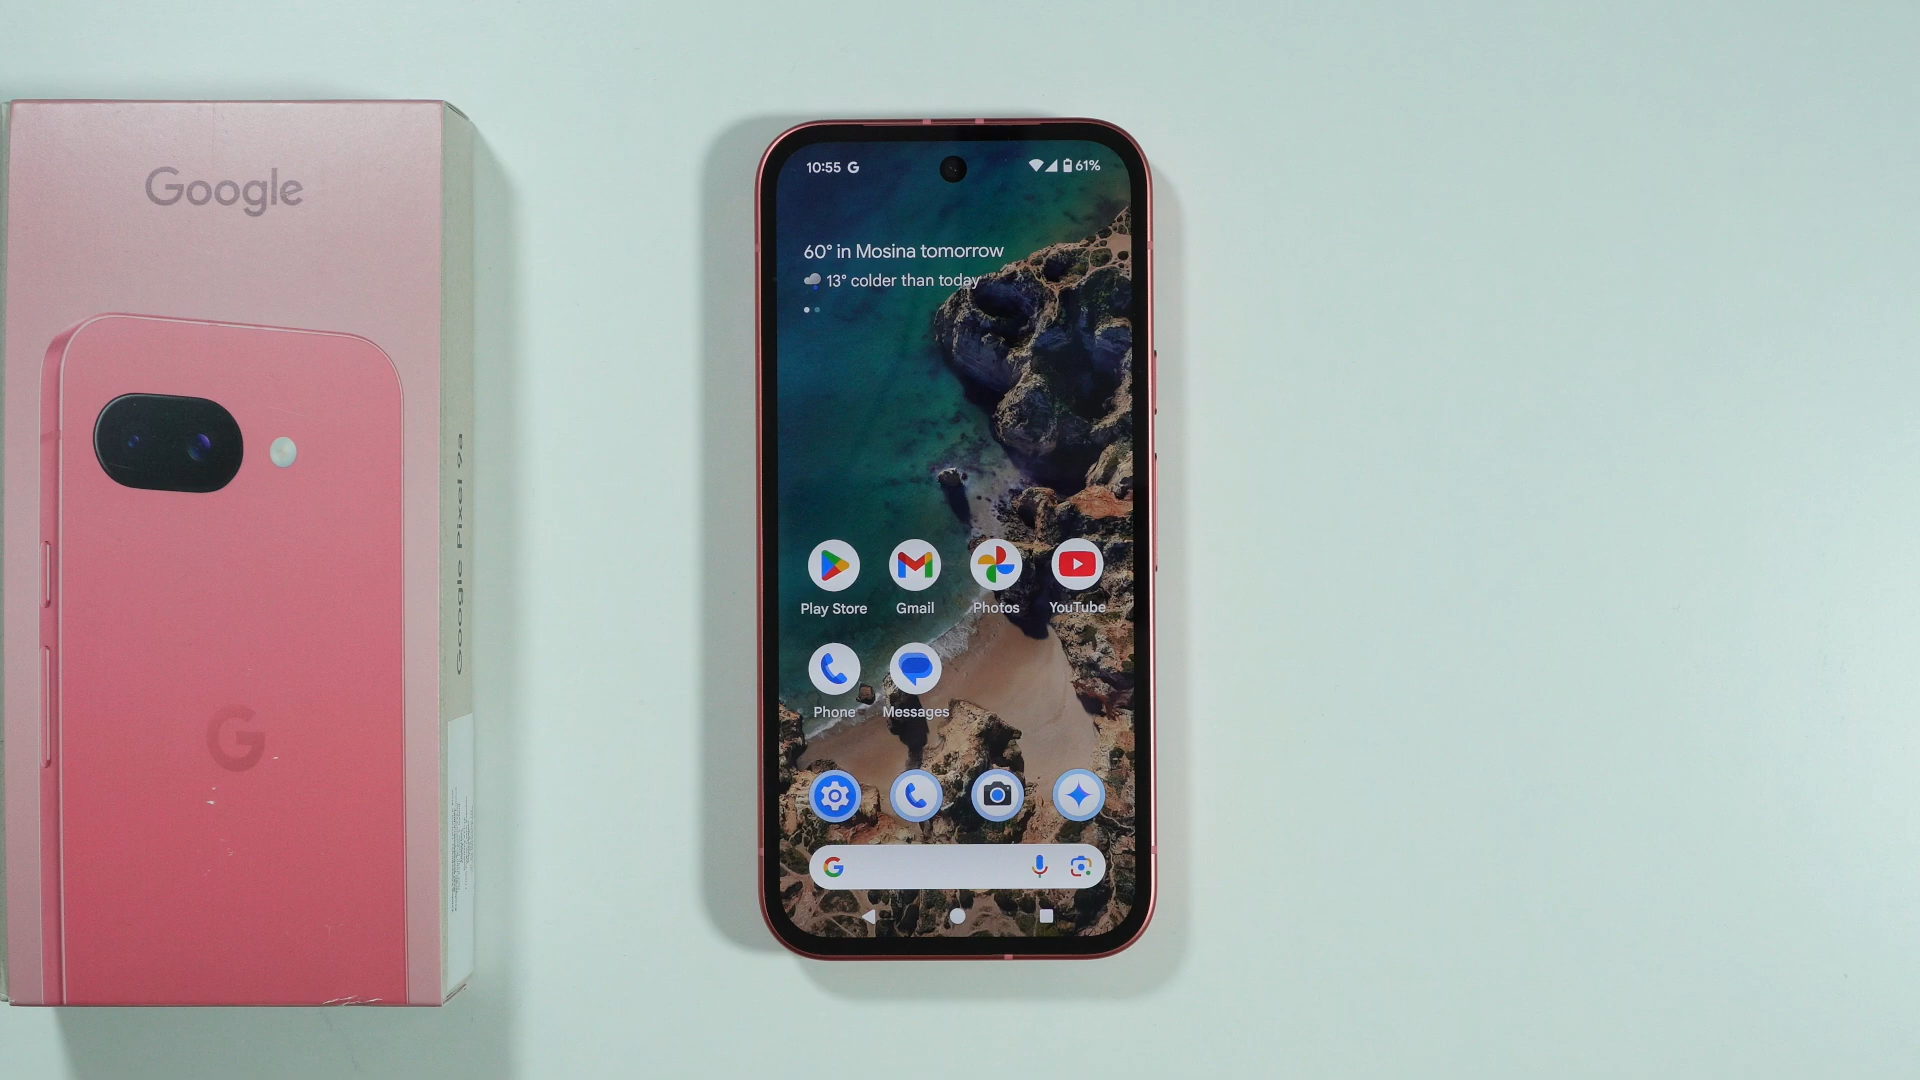 Google
Google Pixel 9a
10:55
61%
60° in Mosina tomorrow
13° colder than today
Play Store
Gmail
Photos
YouTube
Phone
Messages